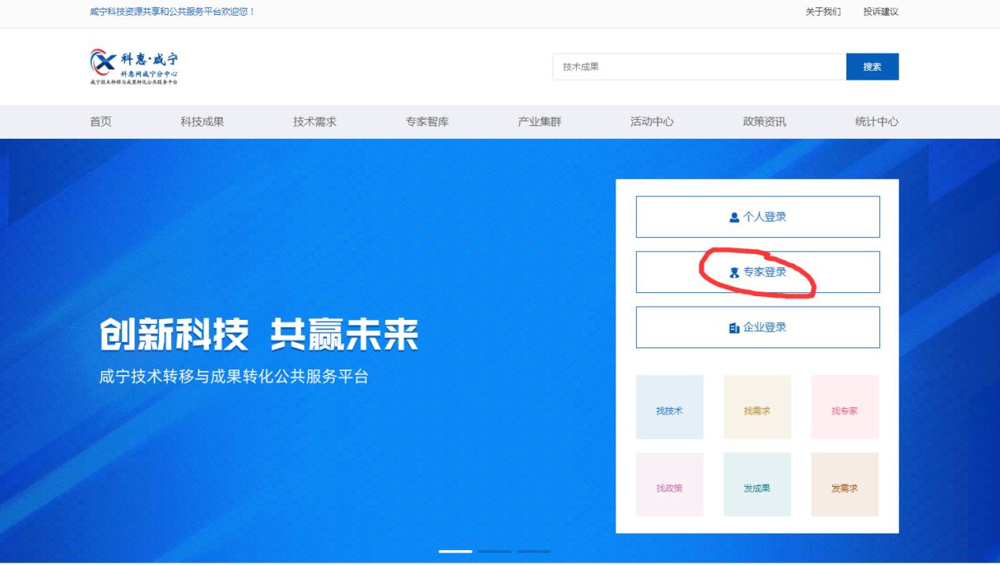 咸宁科技资源共享和公共服务平台欢迎您！ 关于我们 投诉建议
科惠·咸宁
科惠网咸宁分中心
咸宁技术转移与成果转化公共服务平台
技术成果 搜索
首页 科技成果 技术需求 专家智库 产业集群 活动中心 政策资讯 统计中心
个人登录
专家登录
企业登录
创新科技 共赢未来
咸宁技术转移与成果转化公共服务平台
找技术 找需求 找专家
找政策 发成果 发需求